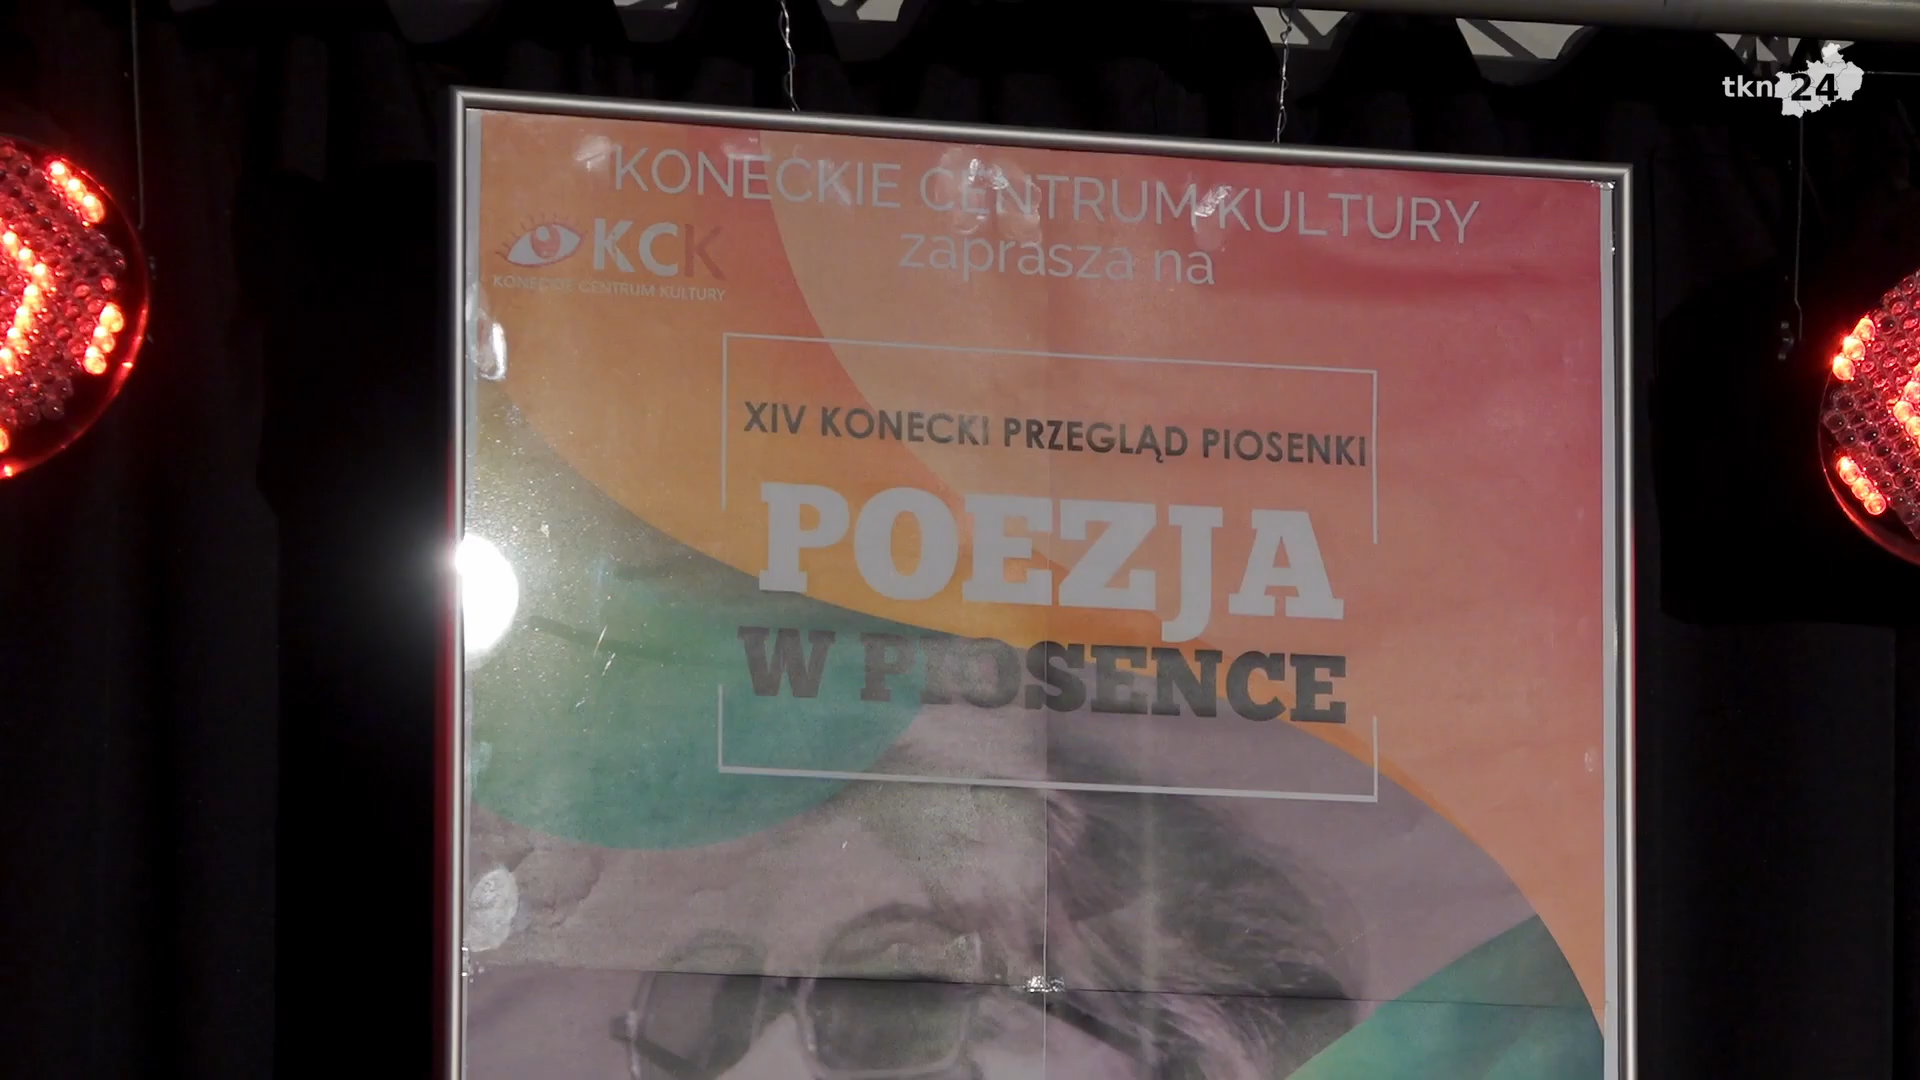 tkn24
KONECKIE CENTRUM KULTURY
zaprasza na
KCK
KONECKIE CENTRUM KULTURY
XIV KONECKI PRZEGLĄD PIOSENKI
POEZJA
W PIOSENCE